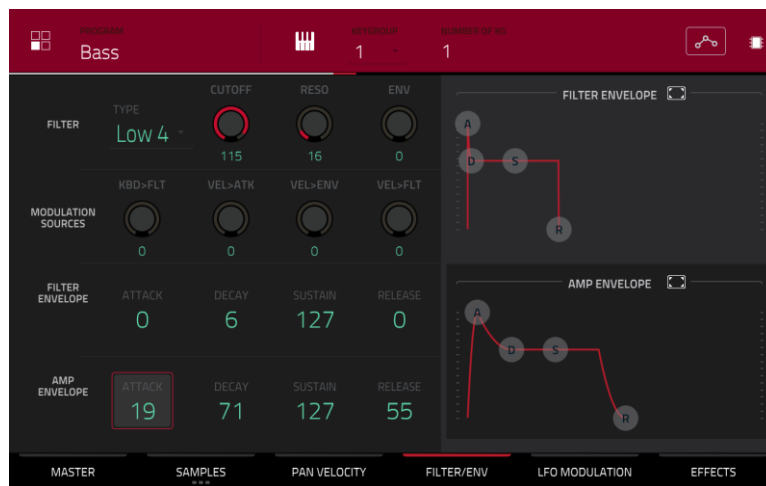 PROGRAM
Bass
KEYGROUP
1
NUMBER OF KG
1
FILTER
TYPE
Low 4
CUTOFF
115
RESO
16
ENV
0
FILTER ENVELOPE
A
D
S
R
MODULATION
SOURCES
KBD>FLT
0
VEL>ATK
0
VEL>ENV
0
VEL>FLT
0
FILTER
ENVELOPE
ATTACK
0
DECAY
6
SUSTAIN
127
RELEASE
0
AMP ENVELOPE
A
D
S
R
AMP
ENVELOPE
ATTACK
19
DECAY
71
SUSTAIN
127
RELEASE
55
MASTER
SAMPLES
PAN VELOCITY
FILTER/ENV
LFO MODULATION
EFFECTS